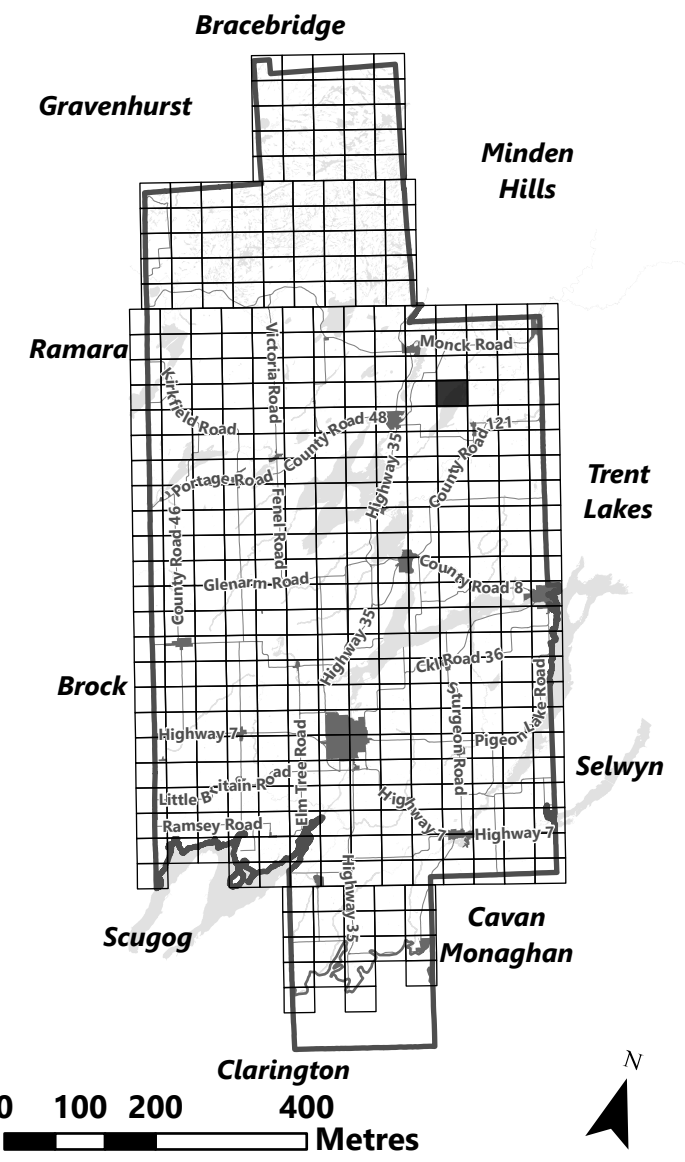 Bracebridge
Gravenhurst
Minden
Hills
Ramara
Monck Road
Victoria Road
Kirkfield Road
County Road 48
County Road 121
Highway 35
Portage Road
Trent
Lakes
Fenel Road
County Road 46
County Road 8
Glenarm Road
Highway 35
Ckl Road 36
Brock
Sturgeon Road
Pigeon Lake Road
Highway 7
Elm Tree Road
Selwyn
Little Britain Road
Highway 7
Ramsey Road
Highway 7
Highway 35
Cavan
Monaghan
Scugog
Clarington
N
0 100 200 400
Metres